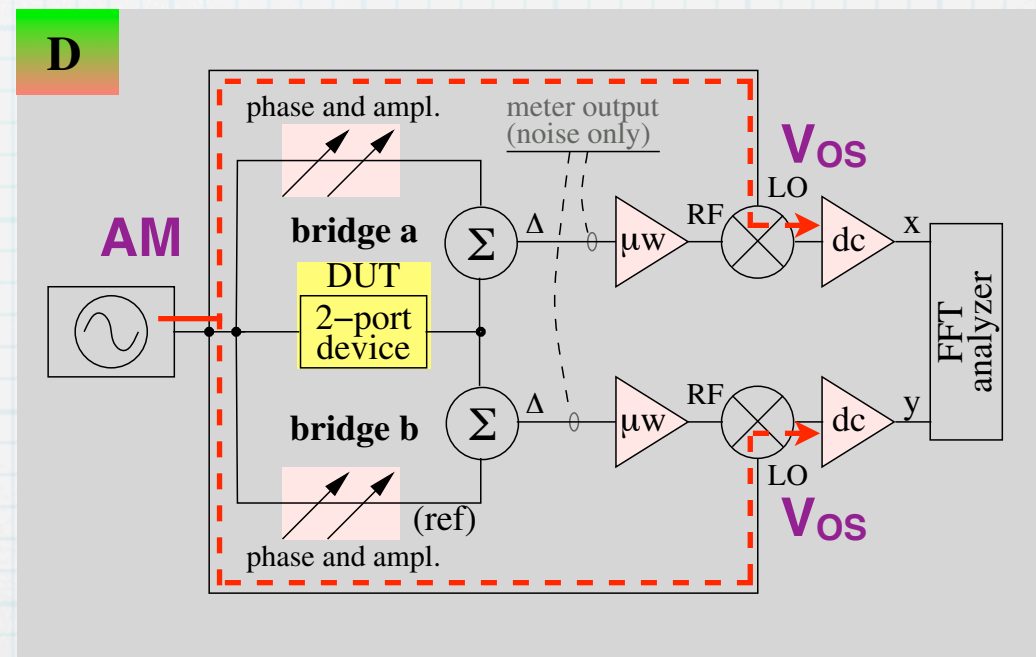 D
phase and ampl.
meter output
(noise only)
VOS
LO
AM
bridge a
Σ
Δ
μw
RF
dc
x
DUT
2−port
device
FFT
analyzer
bridge b
Σ
Δ
μw
RF
dc
y
LO
(ref)
VOS
phase and ampl.